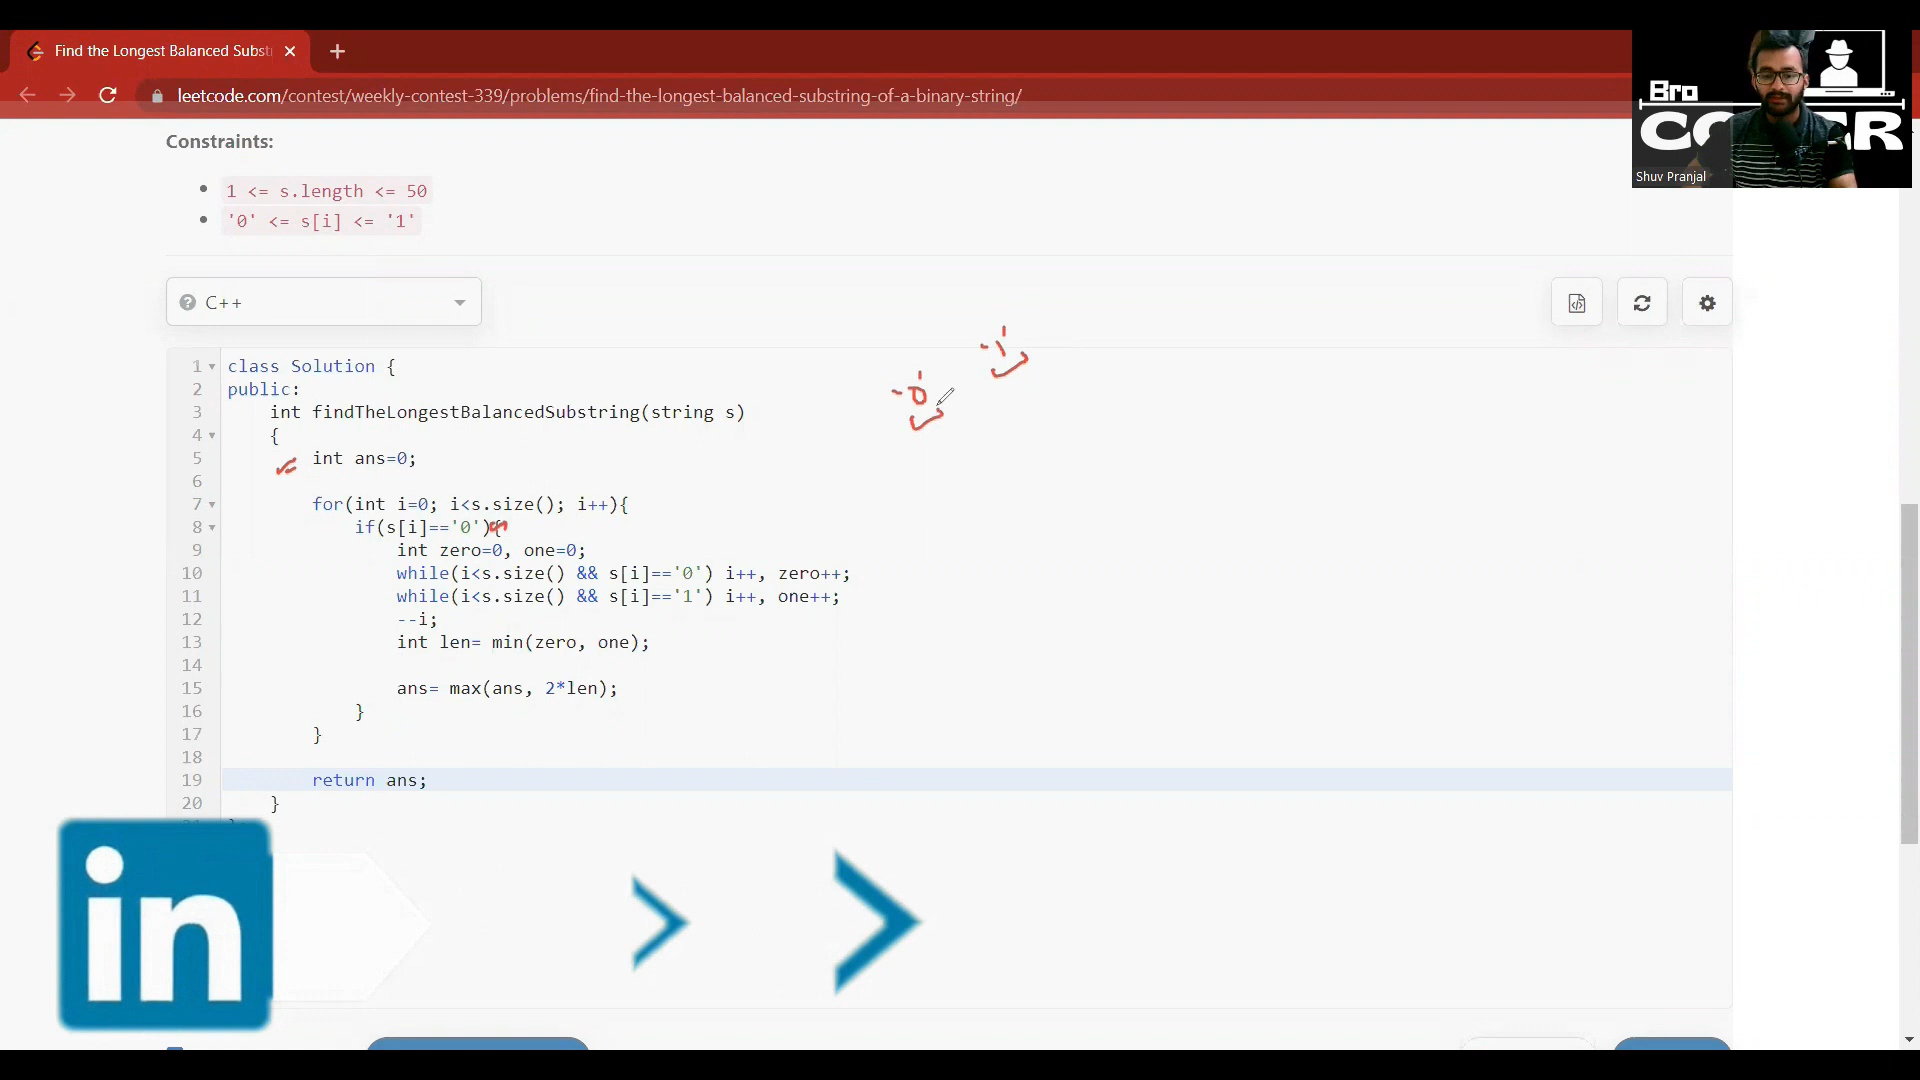 Find the Longest Balanced Subst
leetcode.com/contest/weekly-contest-339/problems/find-the-longest-balanced-substring-of-a-binary-string/
Bro
Shuv Pranjal
Constraints:
1 <= s.length <= 50
'0' <= s[i] <= '1'
C++
1 class Solution {
2 public:
3 int findTheLongestBalancedSubstring(string s)
4 {
5 int ans=0;
6
7 for(int i=0; i<s.size(); i++){
8 if(s[i]=='0'){
9 int zero=0, one=0;
10 while(i<s.size() && s[i]=='0') i++, zero++;
11 while(i<s.size() && s[i]=='1') i++, one++;
12 --i;
13 int len= min(zero, one);
14
15 ans= max(ans, 2*len);
16 }
17 }
18
19 return ans;
20 }
in